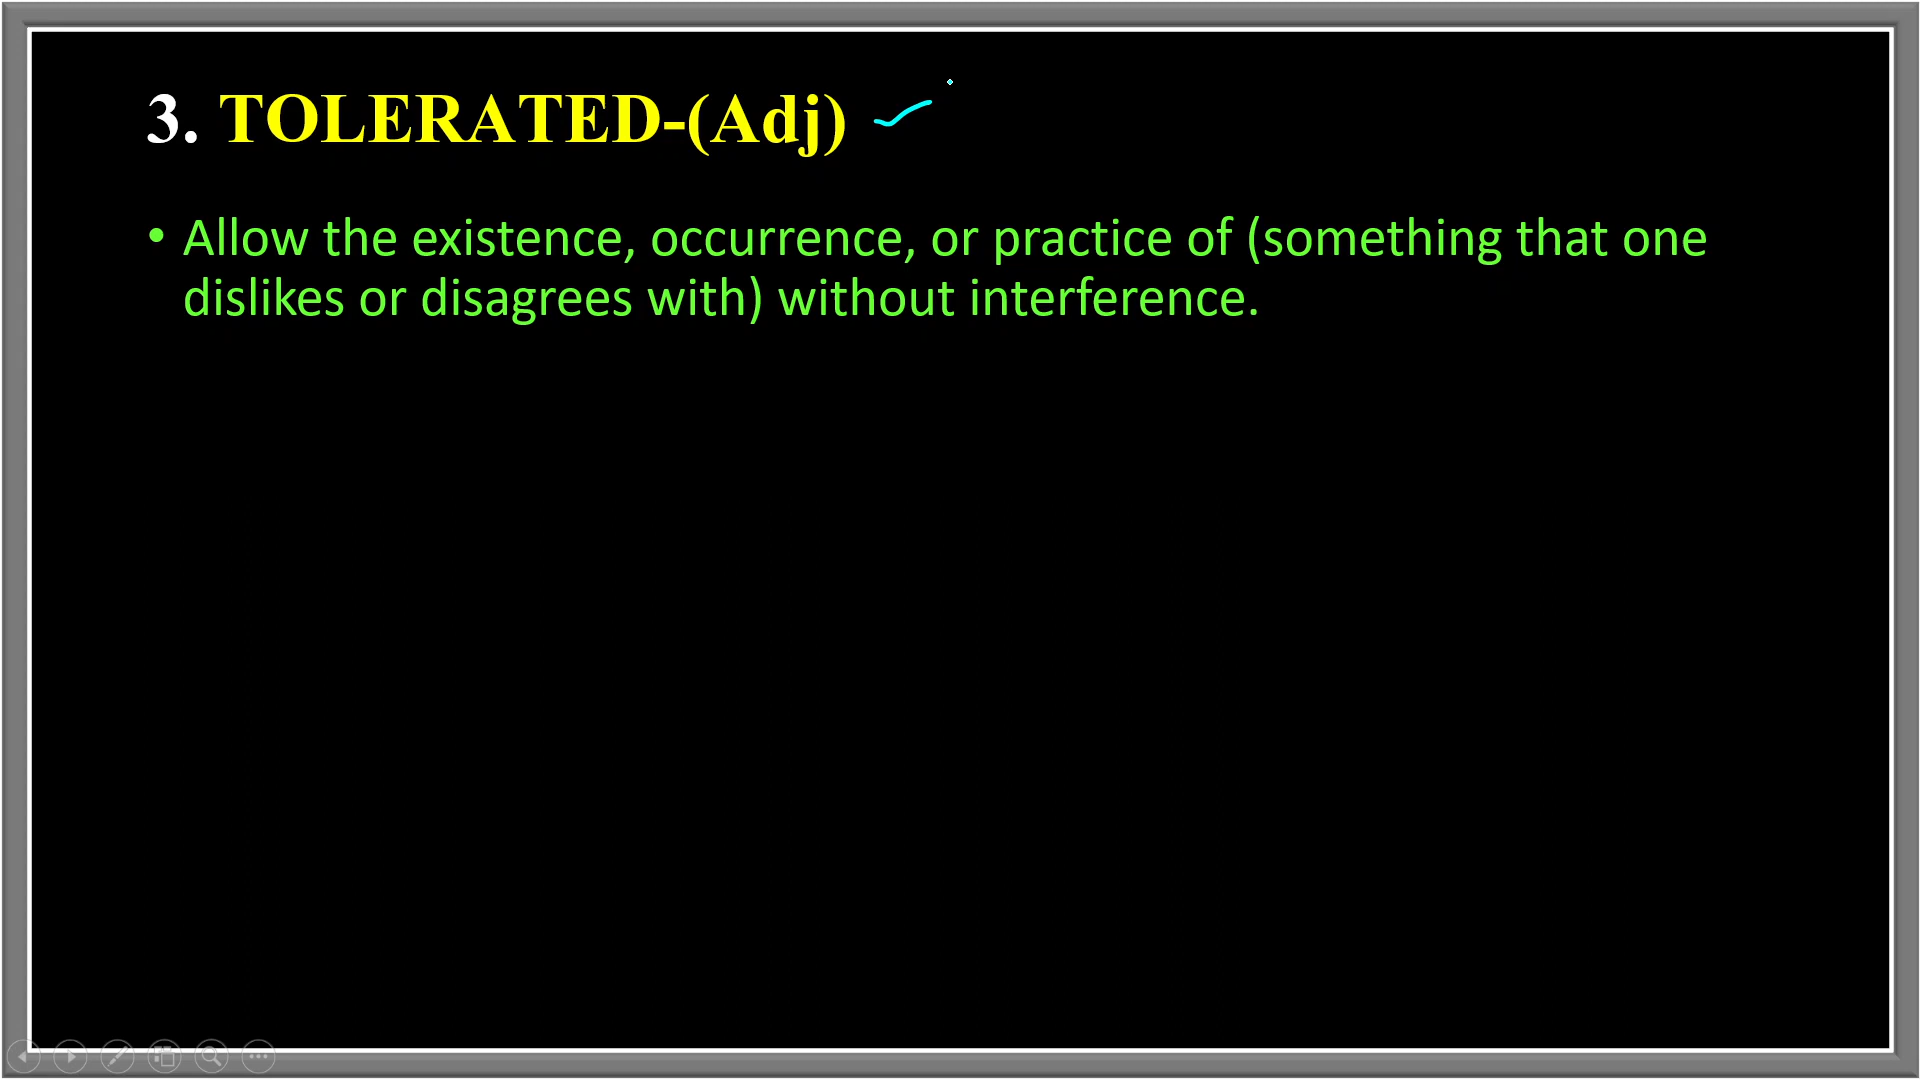 3. TOLERATED-(Adj)
• Allow the existence, occurrence, or practice of (something that one
dislikes or disagrees with) without interference.